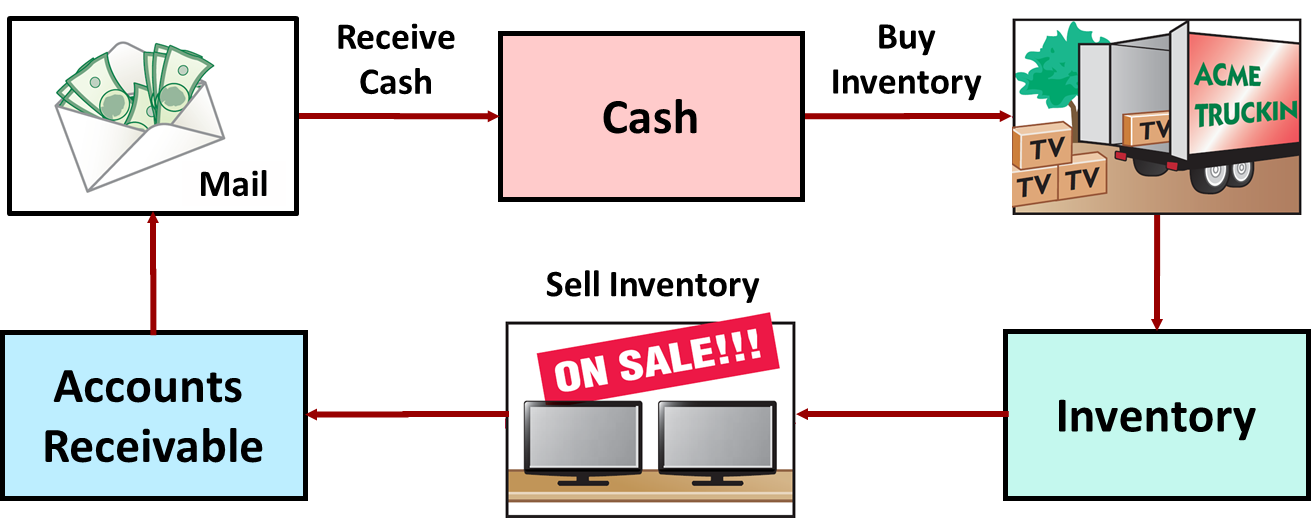 Receive
Cash
Buy
Inventory
Mail
Cash
ACME
TRUCKIN
TV
TV
TV
TV
Sell Inventory
ON SALE!!!
Accounts
Receivable
Inventory